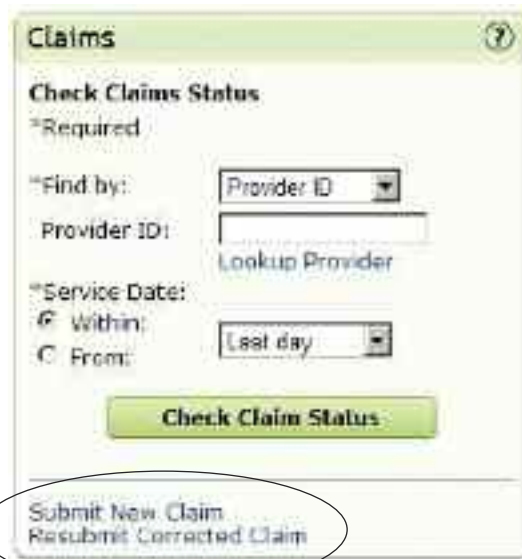 Claims ?
Check Claims Status
*Required
*Find by: Provider ID
Provider ID:
Lookup Provider
*Service Date:
Within:
Last day
From:
Check Claim Status
Submit New Claim
Resubmit Corrected Claim